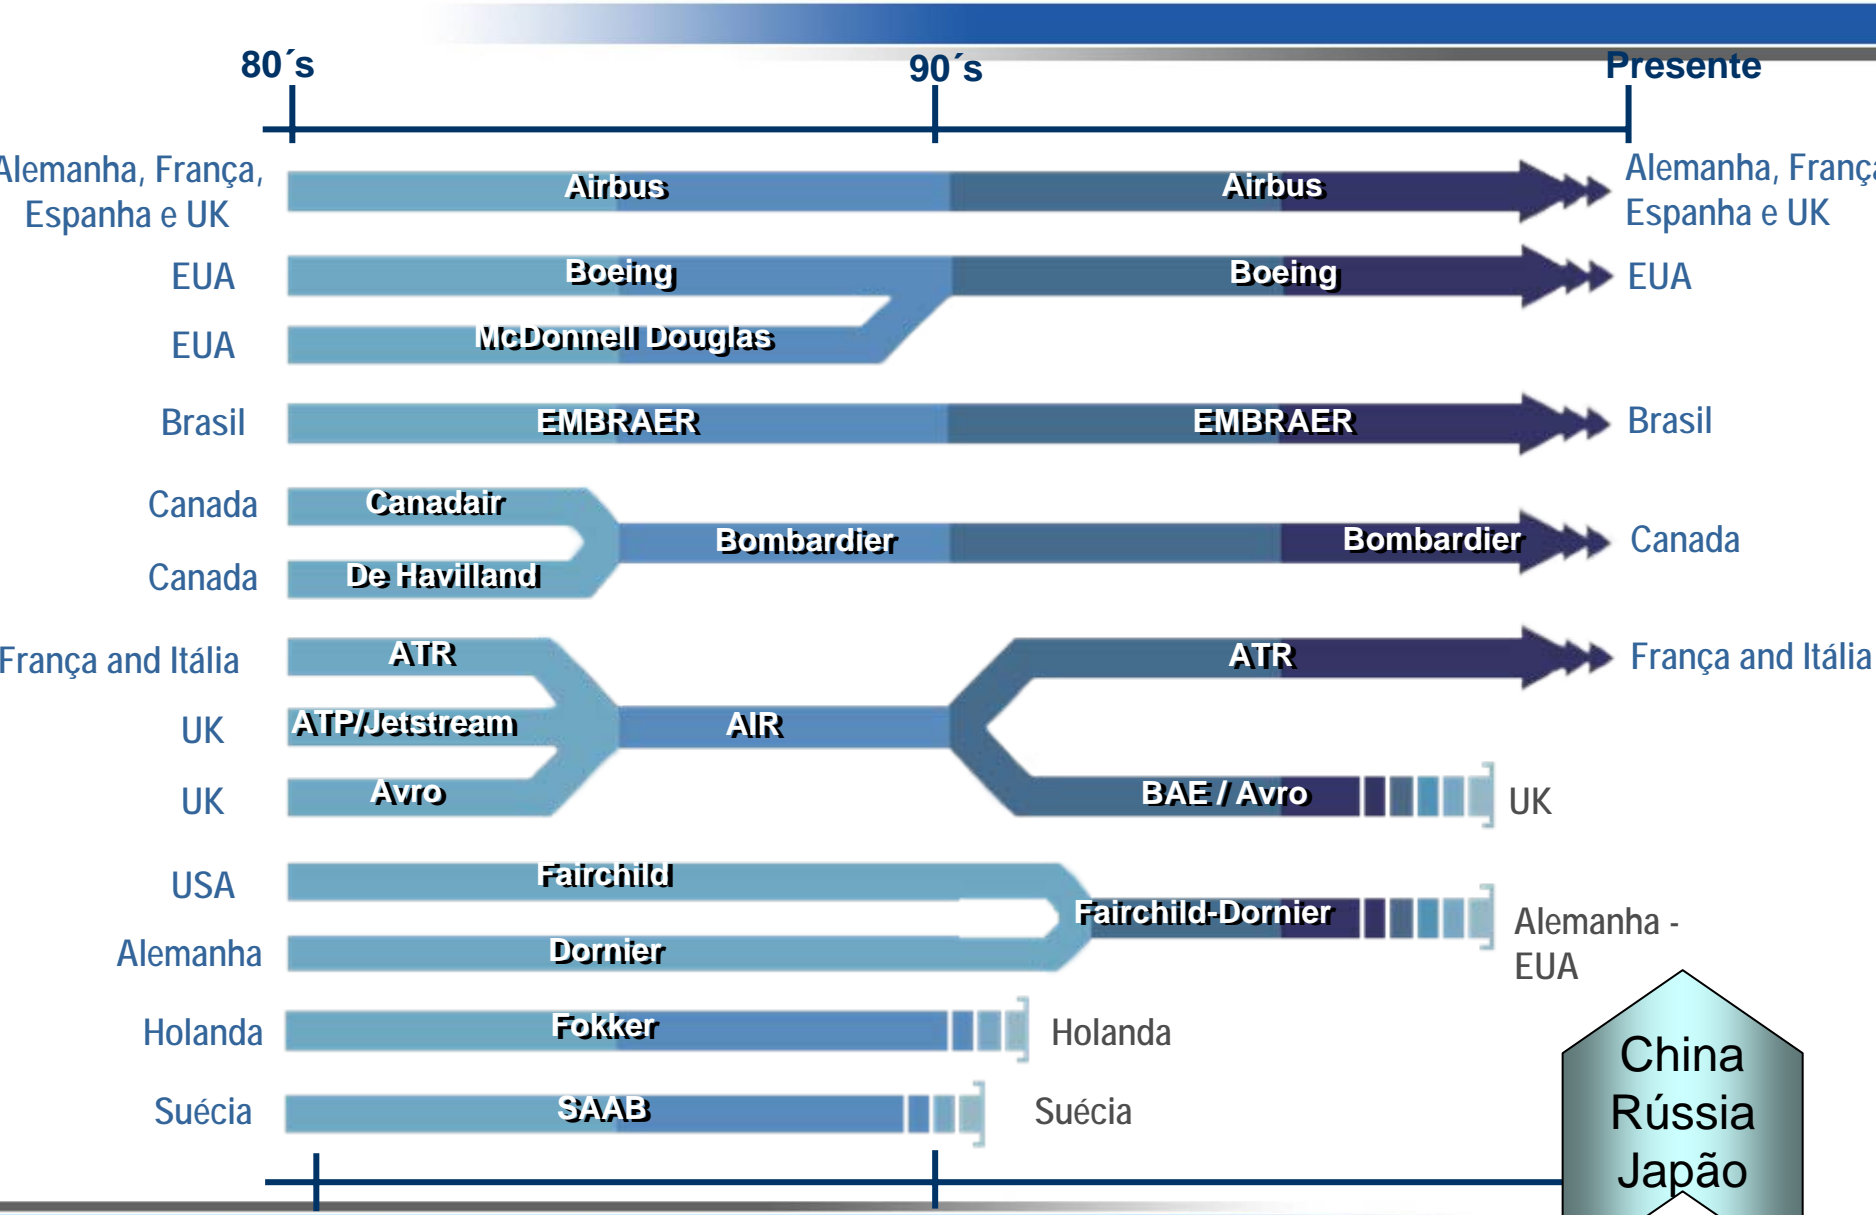 80´s
90´s
Presente
Alemanha, França,
Espanha e UK
Airbus
Airbus
Alemanha, França
Espanha e UK
EUA
Boeing
Boeing
EUA
EUA
McDonnell Douglas
Brasil
EMBRAER
EMBRAER
Brasil
Canada
Canadair
Bombardier
Bombardier
Canada
Canada
De Havilland
França and Itália
ATR
ATR
França and Itália
UK
ATP/Jetstream
AIR
UK
Avro
BAE / Avro
UK
USA
Fairchild
Fairchild-Dornier
Alemanha -
EUA
Alemanha
Dornier
Holanda
Fokker
Holanda
Suécia
SAAB
Suécia
China
Rússia
Japão